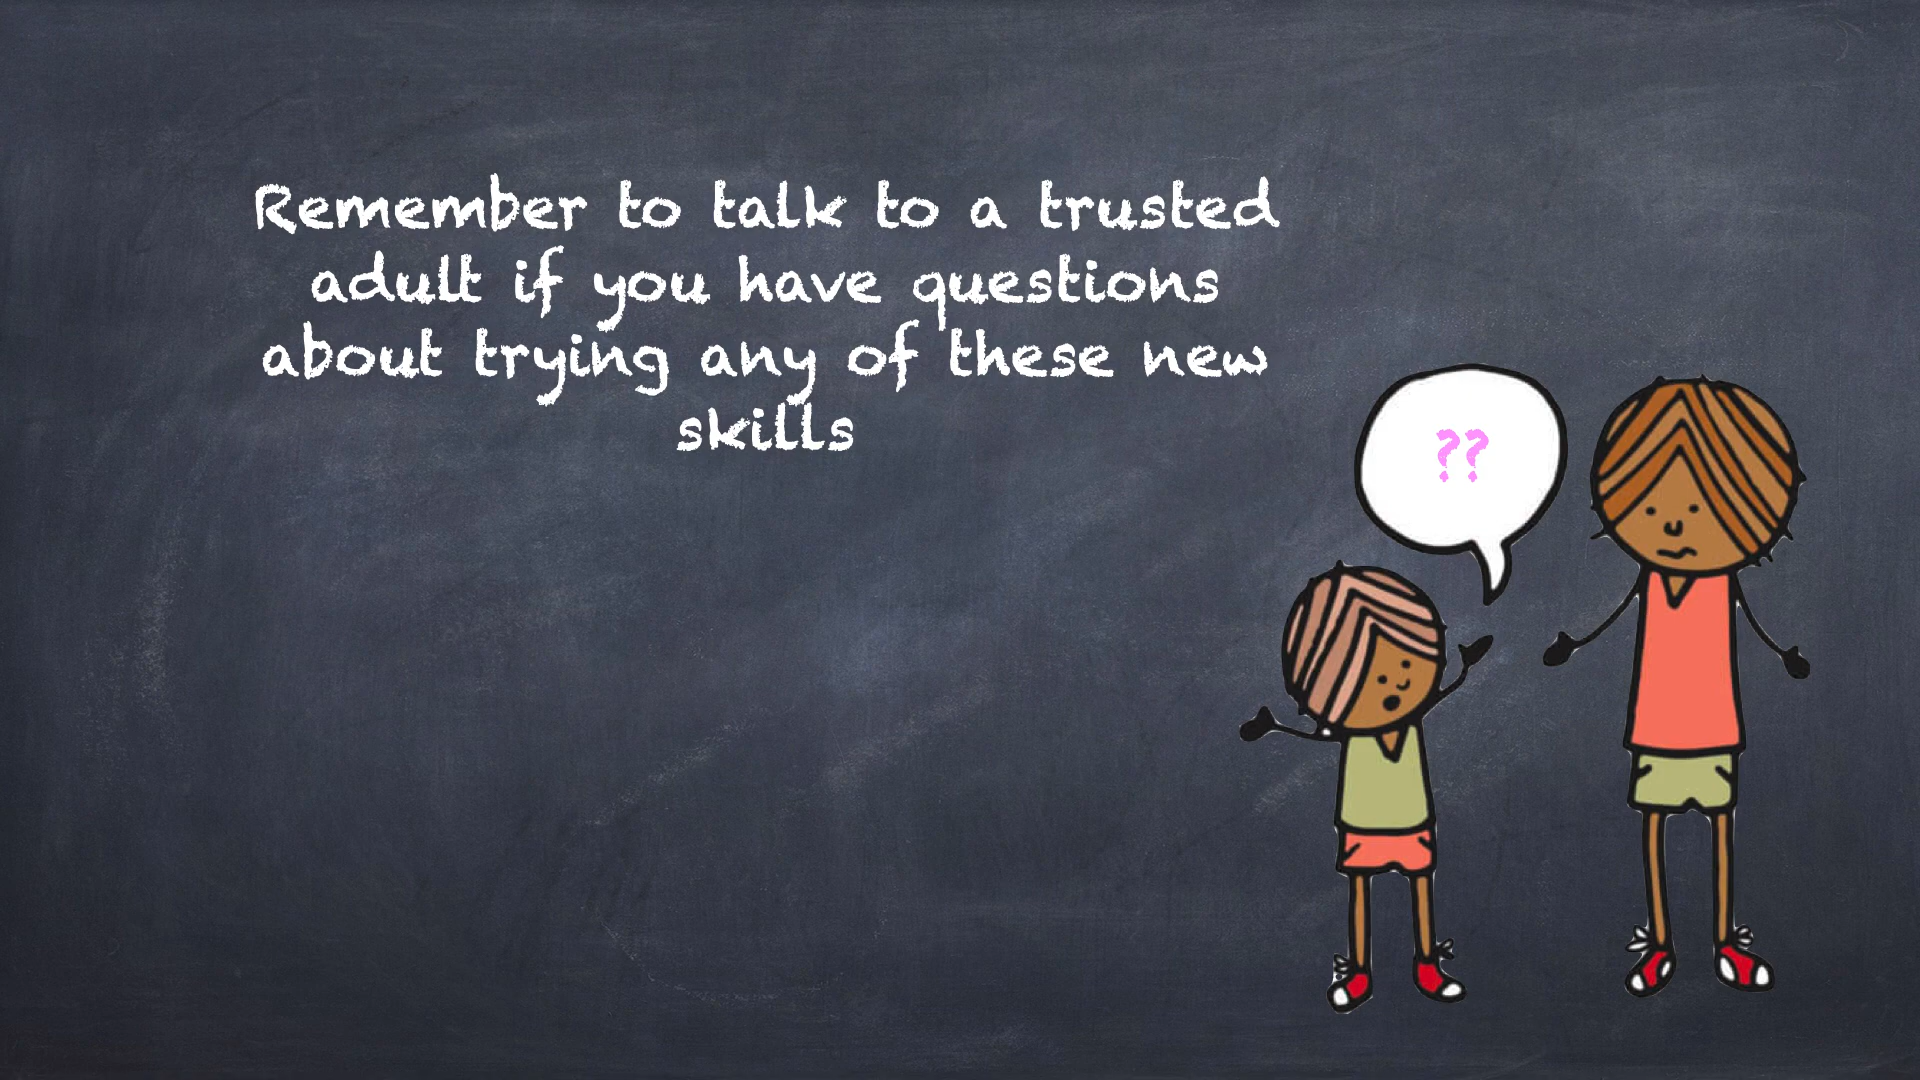 Remember to talk to a trusted
adult if you have questions
about trying any of these new
skills
??